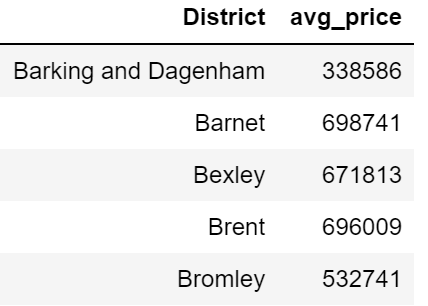 District avg_price
Barking and Dagenham 338586
Barnet 698741
Bexley 671813
Brent 696009
Bromley 532741